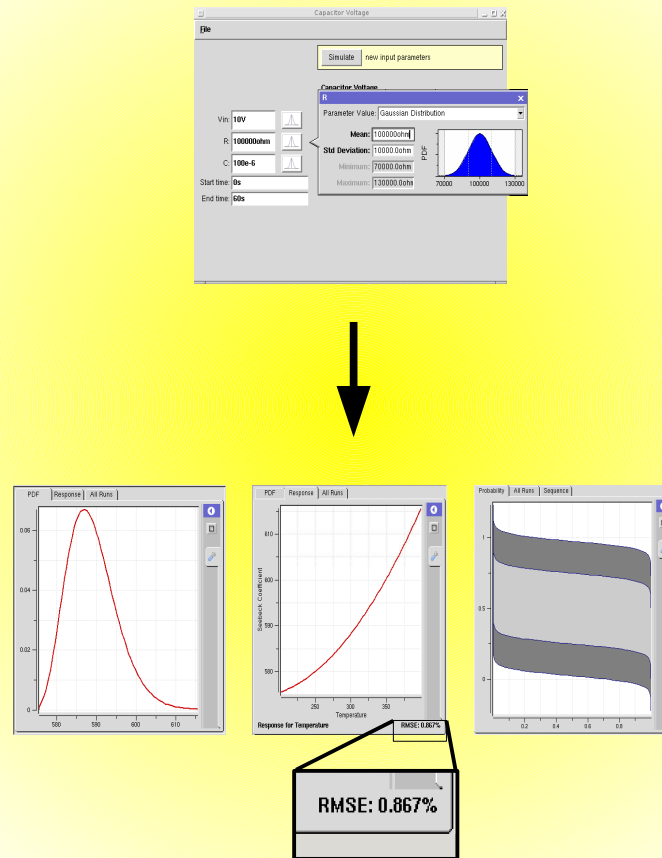 Capacitor Voltage
File
Simulate new input parameters
Capacitor Voltage
R
Parameter Value: Gaussian Distribution
Mean: 100000ohm
Std Deviation: 10000.0ohm
Minimum: 70000.0ohm
Maximum: 130000.0ohm
PDF
70000 100000 130000
Vin: 10V
R: 100000ohm
C: 100e-6
Start time: 0s
End time: 60s
PDF Response All Runs
0.06
0.04
0.02
0
580 590 600 610
PDF Response All Runs
610
600
590
580
Seebeck Coefficient
250 300 350
Temperature
Response for Temperature RMSE: 0.867%
Probability All Runs Sequence
1
0.5
0
0.2 0.4 0.6 0.8
RMSE: 0.867%